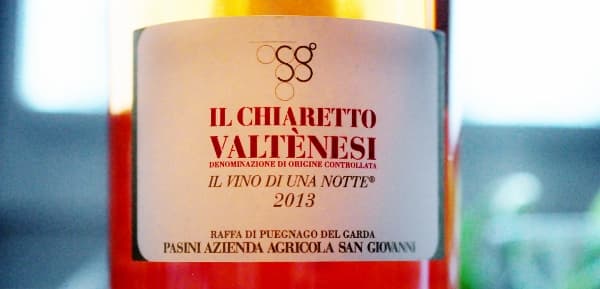 sg
IL CHIARETTO
VALTÈNESI
DENOMINAZIONE DI ORIGINE CONTROLLATA
IL VINO DI UNA NOTTE®
2013
RAFFA DI PUEGNAGO DEL GARDA
PASINI AZIENDA AGRICOLA SAN GIOVANNI